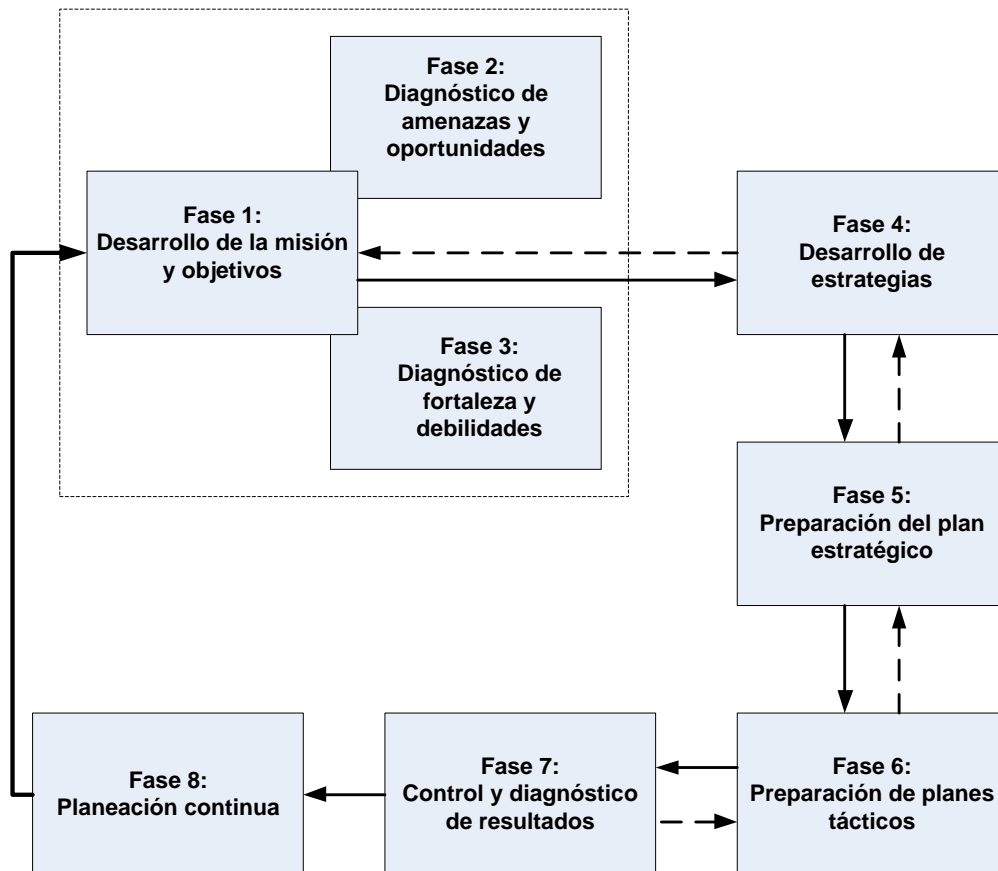 Fase 2:
Diagnóstico de
amenazas y
oportunidades
Fase 1:
Desarrollo de la misión
y objetivos
Fase 4:
Desarrollo de
estrategias
Fase 3:
Diagnóstico de
fortaleza y
debilidades
Fase 5:
Preparación del plan
estratégico
Fase 8:
Planeación continua
Fase 7:
Control y diagnóstico
de resultados
Fase 6:
Preparación de planes
tácticos